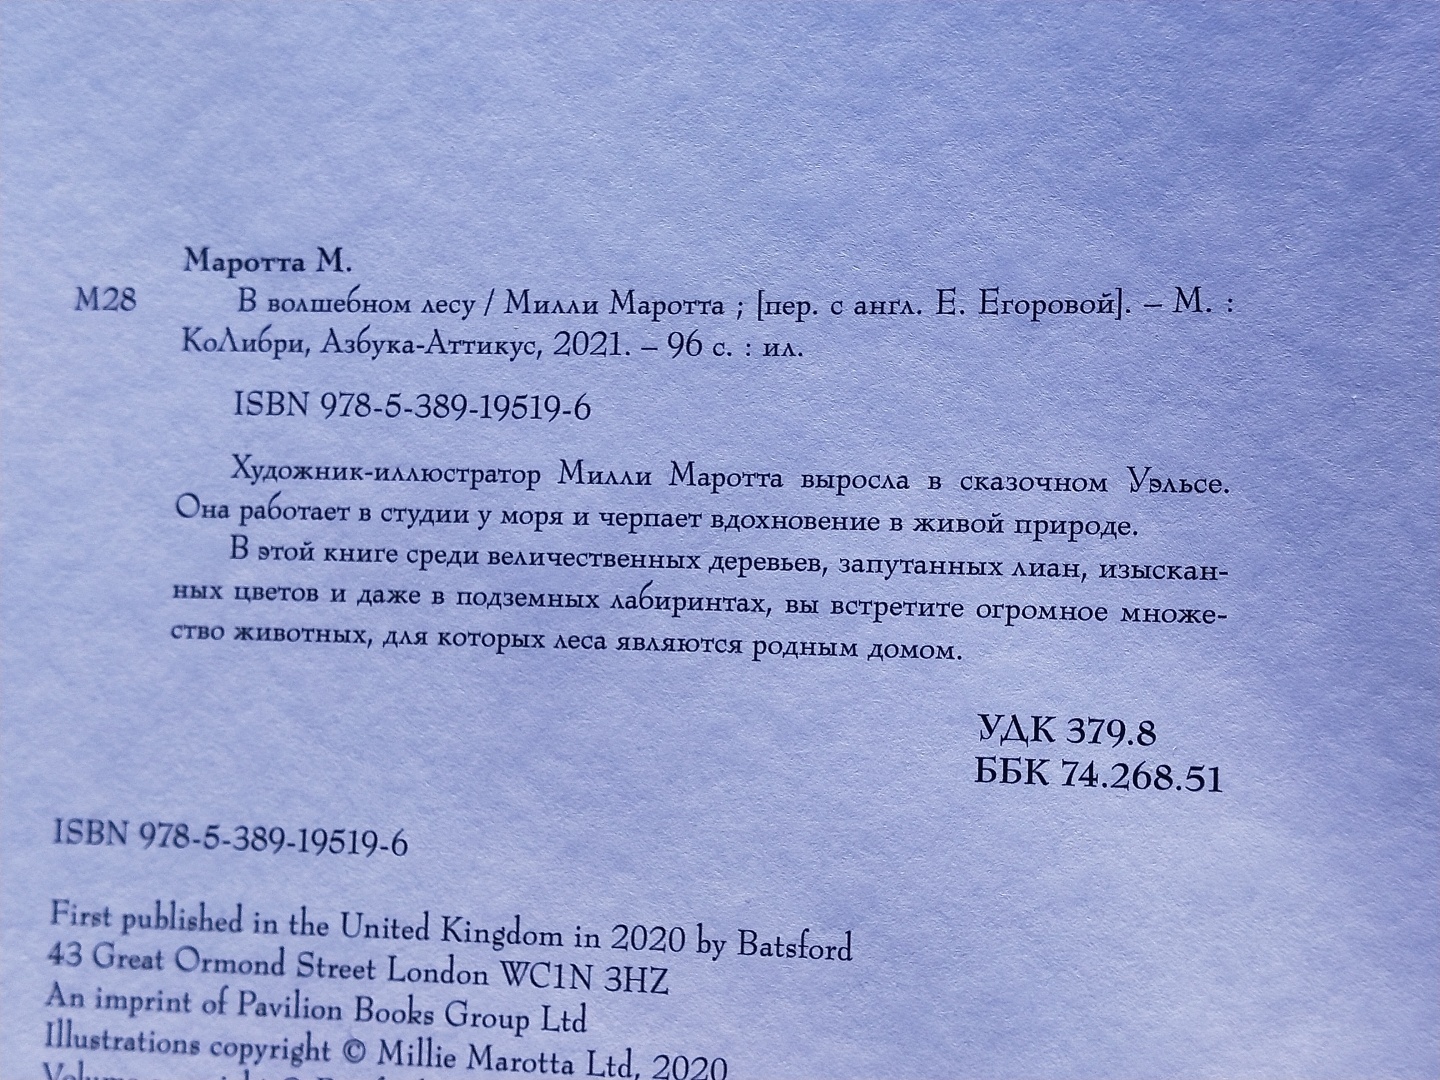 Маротта М.
М28 В волшебном лесу / Милли Маротта ; [пер. с англ. Е. Егоровой]. – М. :
КоЛибри, Азбука-Аттикус, 2021. – 96 с. : ил.
ISBN 978-5-389-19519-6
Художник-иллюстратор Милли Маротта выросла в сказочном Уэльсе.
Она работает в студии у моря и черпает вдохновение в живой природе.
В этой книге среди величественных деревьев, запутанных лиан, изыскан-
ных цветов и даже в подземных лабиринтах, вы встретите огромное множе-
ство животных, для которых леса являются родным домом.
УДК 379.8
ББК 74.268.51
ISBN 978-5-389-19519-6
First published in the United Kingdom in 2020 by Batsford
43 Great Ormond Street London WC1N 3HZ
An imprint of Pavilion Books Group Ltd
Illustrations copyright © Millie Marotta Ltd, 2020